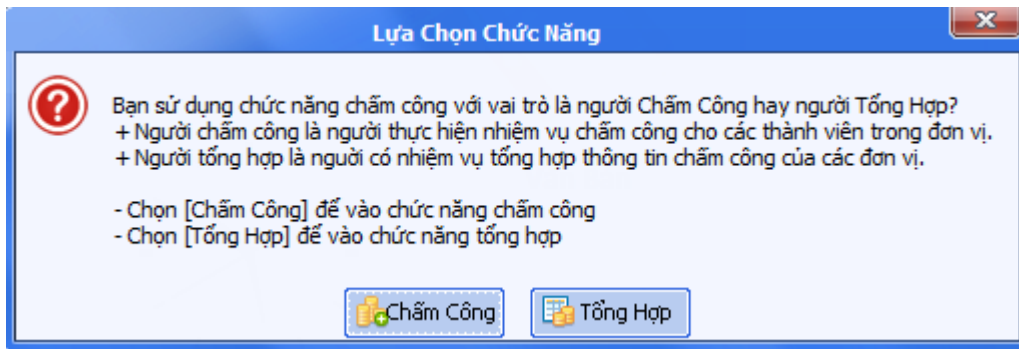 Lựa Chọn Chức Năng
Bạn sử dụng chức năng chấm công với vai trò là người Chấm Công hay người Tổng Hợp?
+ Người chấm công là người thực hiện nhiệm vụ chấm công cho các thành viên trong đơn vị.
+ Người tổng hợp là nguời có nhiệm vụ tổng hợp thông tin chấm công của các đơn vị.
- Chọn [Chấm Công] để vào chức năng chấm công
- Chọn [Tổng Hợp] để vào chức năng tổng hợp
Chấm Công
Tổng Hợp